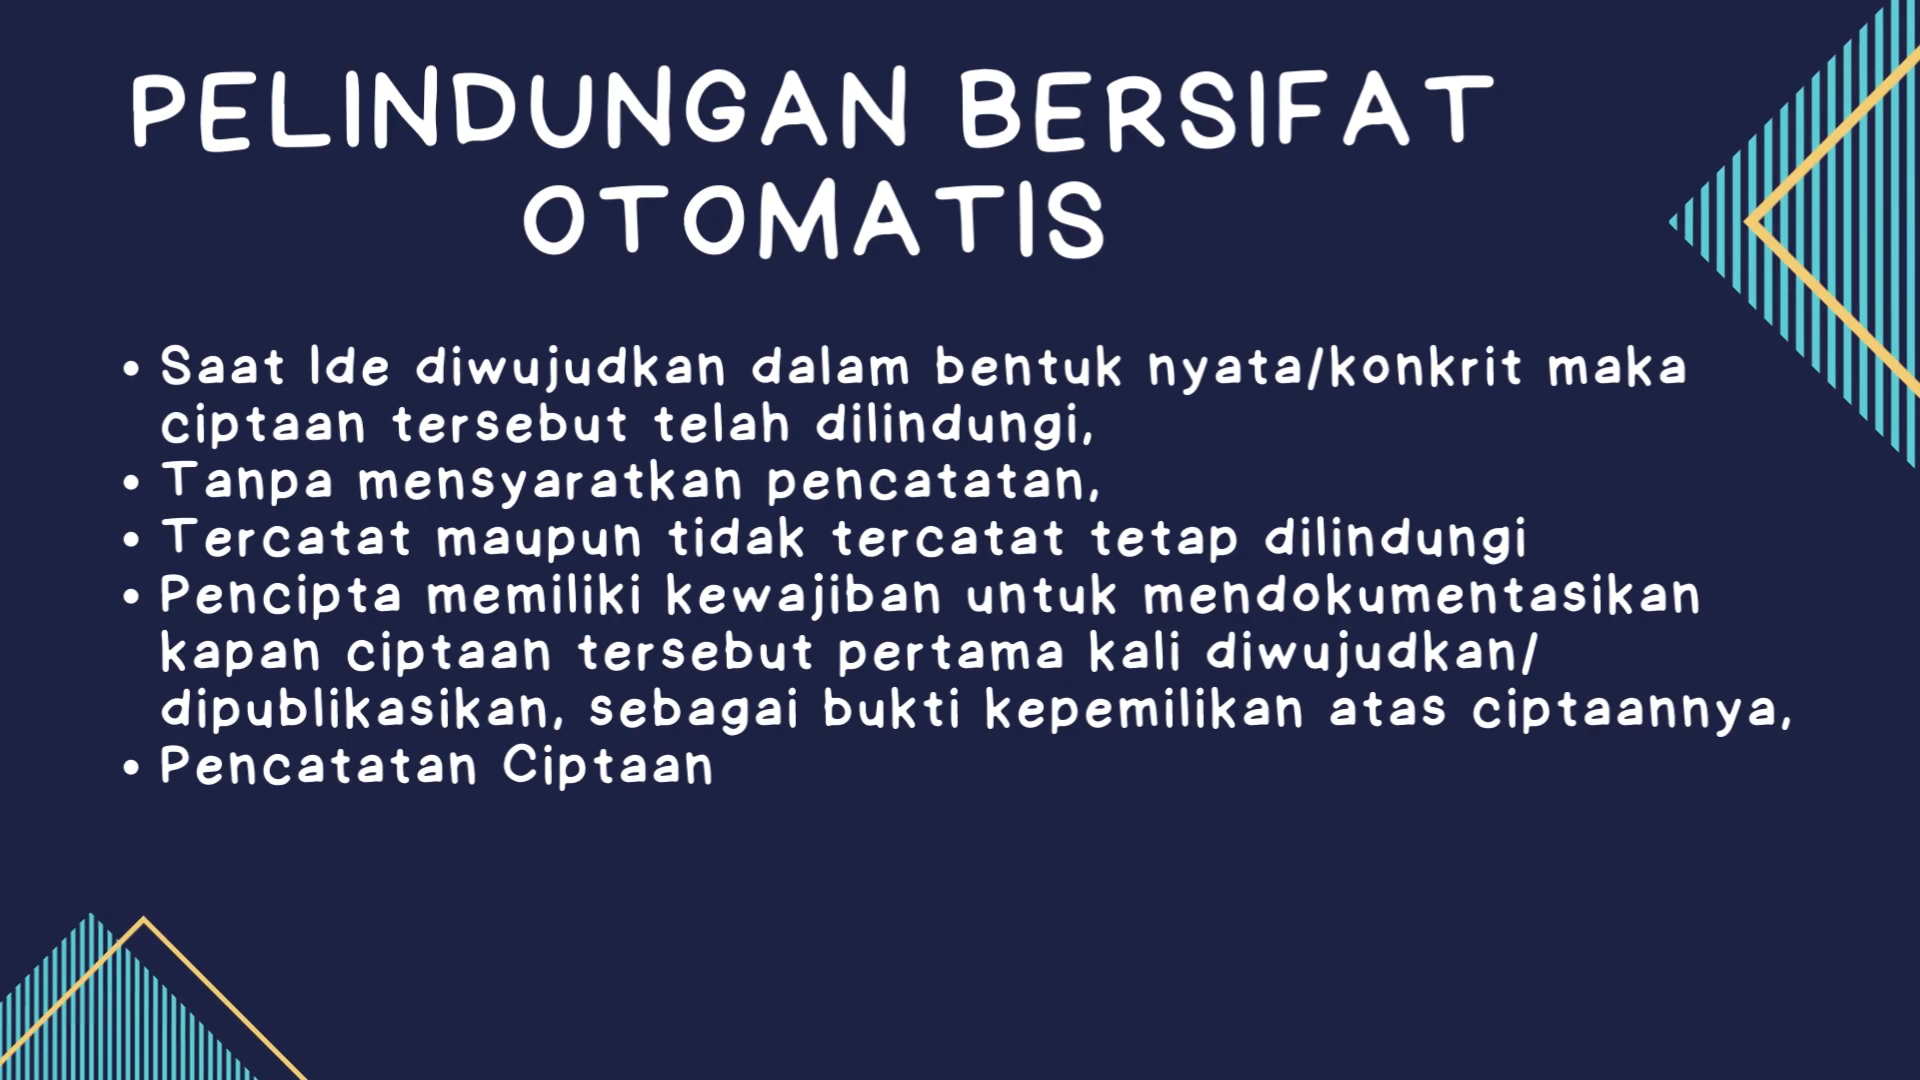 PELINDUNGAN BERSIFAT
OTOMATIS
• Saat Ide diwujudkan dalam bentuk nyata/konkrit maka
ciptaan tersebut telah dilindungi,
• Tanpa mensyaratkan pencatatan,
• Tercatat maupun tidak tercatat tetap dilindungi
• Pencipta memiliki kewajiban untuk mendokumentasikan
kapan ciptaan tersebut pertama kali diwujudkan/
dipublikasikan, sebagai bukti kepemilikan atas ciptaannya,
• Pencatatan Ciptaan